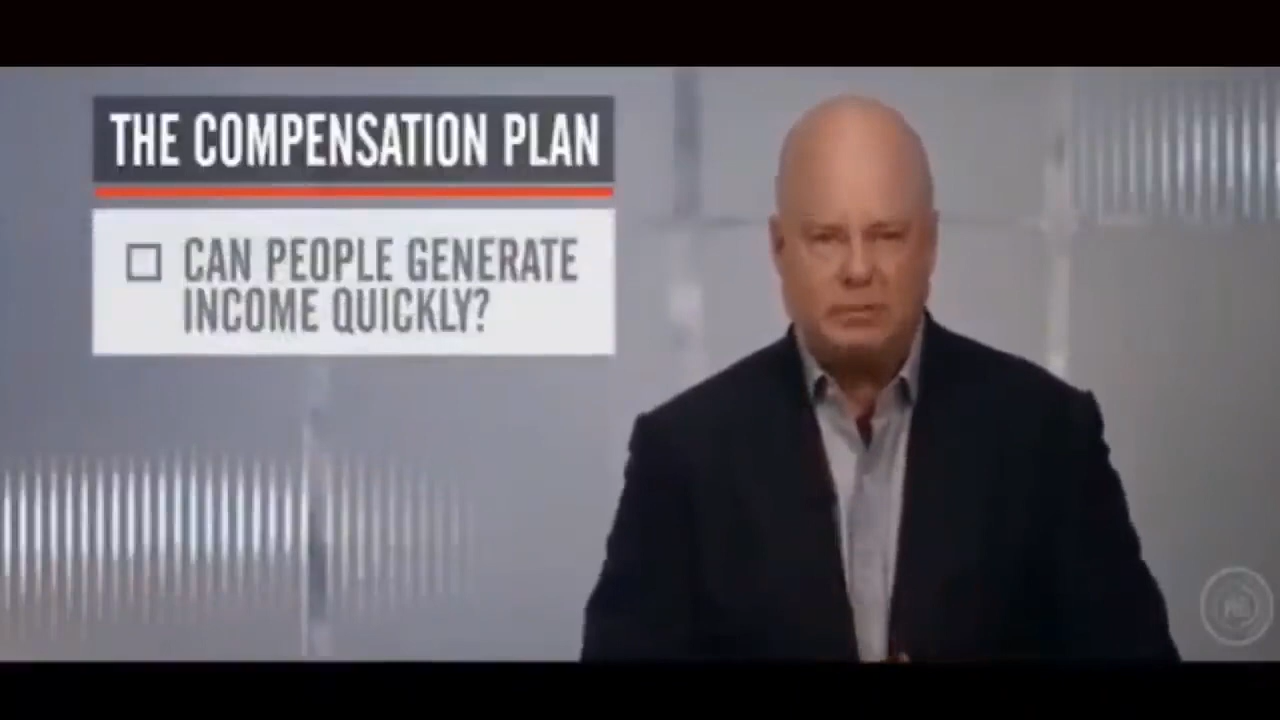 THE COMPENSATION PLAN
CAN PEOPLE GENERATE
INCOME QUICKLY?